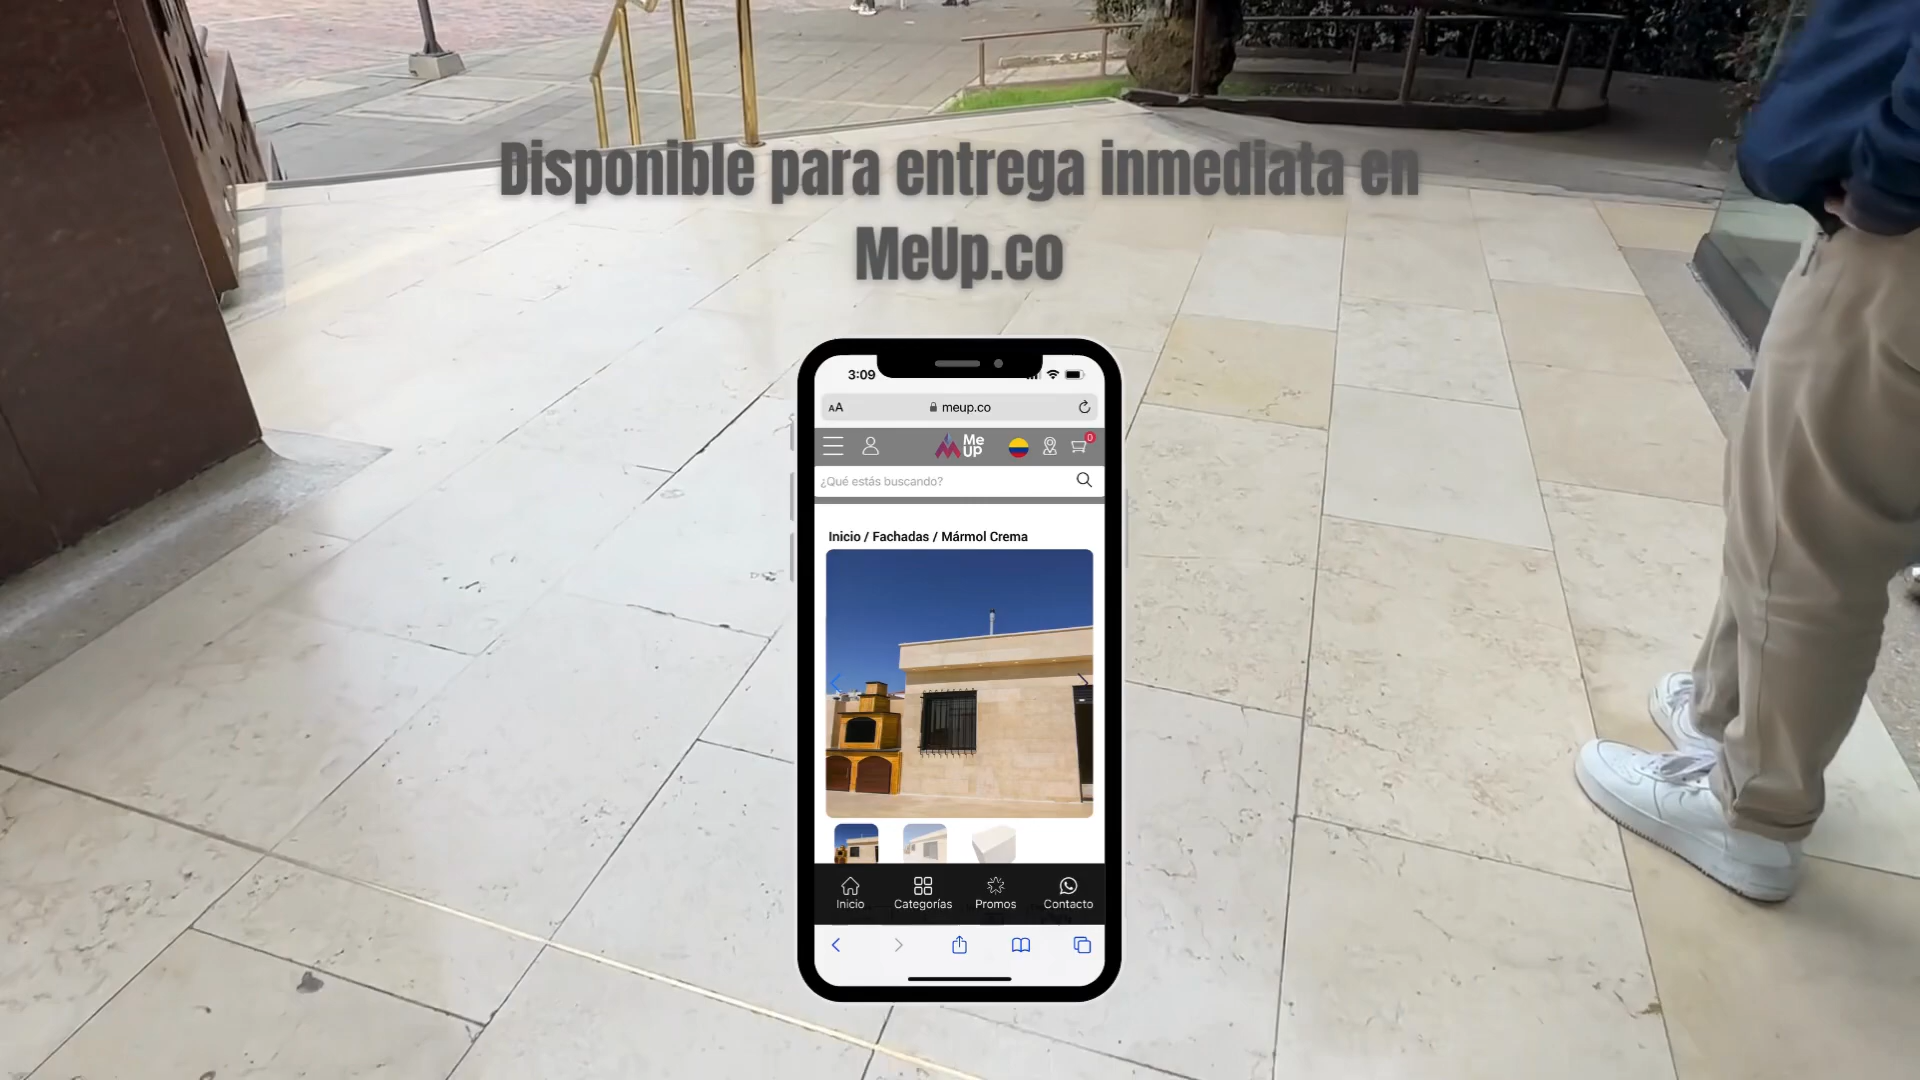 Disponible para entrega inmediata en
MeUp.co
3:09
AA
meup.co
Me
UP
0
¿Qué estás buscando?
Inicio / Fachadas / Mármol Crema
Inicio
Categorías
Promos
Contacto